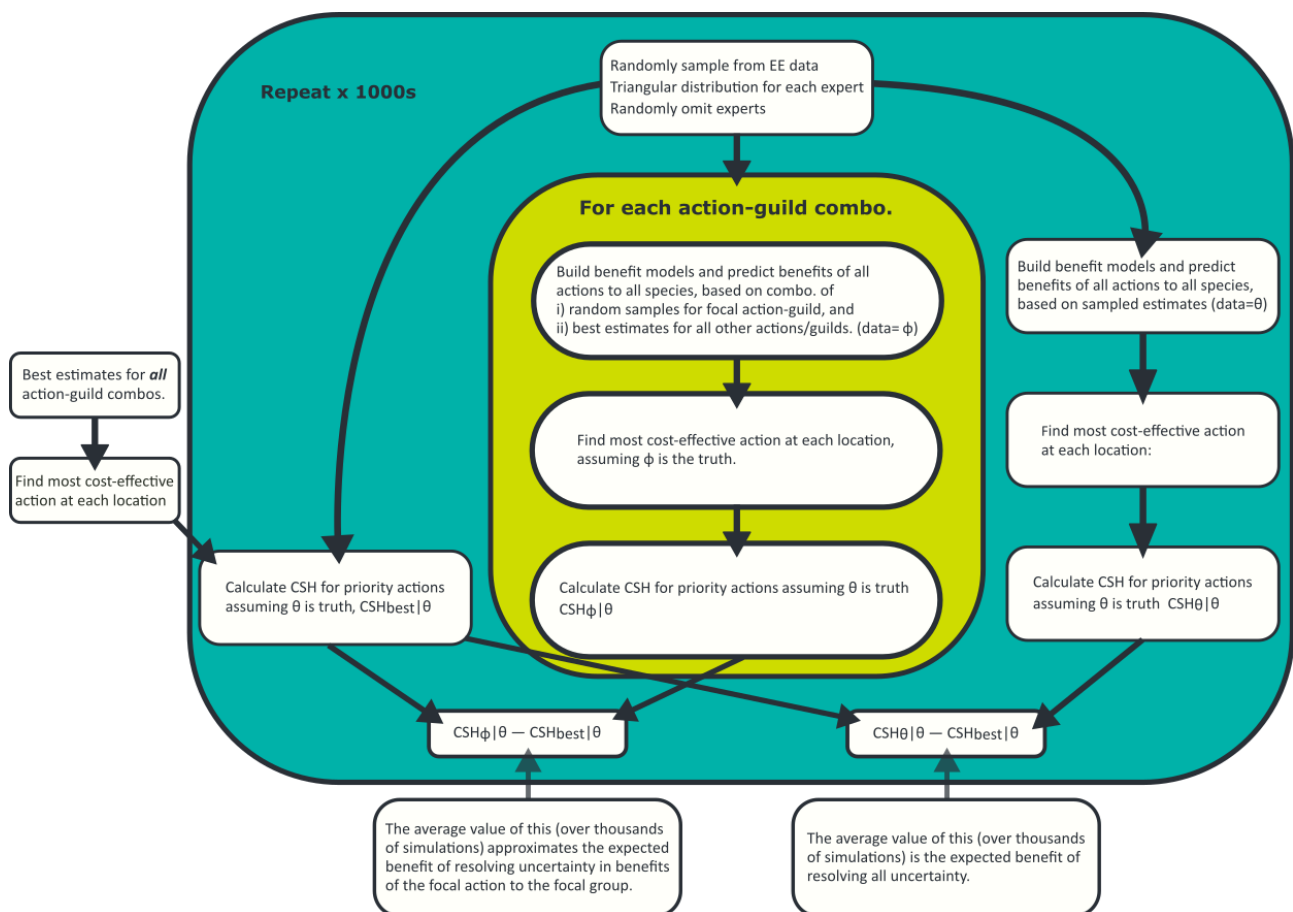 Repeat x 1000s
Randomly sample from EE data
Triangular distribution for each expert
Randomly omit experts
For each action-guild combo.
Build benefit models and predict benefits of all
actions to all species, based on combo. of
i) random samples for focal action-guild, and
ii) best estimates for all other actions/guilds. (data= ϕ)
Find most cost-effective action at each location,
assuming ϕ is the truth.
Calculate CSH for priority actions assuming θ is truth
CSHϕ|θ
Build benefit models and predict
benefits of all actions to all species,
based on sampled estimates (data=θ)
Find most cost-effective action
at each location:
Calculate CSH for priority actions
assuming θ is truth CSHθ|θ
Best estimates for all
action-guild combos.
Find most cost-effective
action at each location
Calculate CSH for priority actions
assuming θ is truth, CSHbest|θ
CSHϕ|θ — CSHbest|θ
CSHθ|θ — CSHbest|θ
The average value of this (over thousands
of simulations) approximates the expected
benefit of resolving uncertainty in benefits
of the focal action to the focal group.
The average value of this (over thousands
of simulations) is the expected benefit of
resolving all uncertainty.